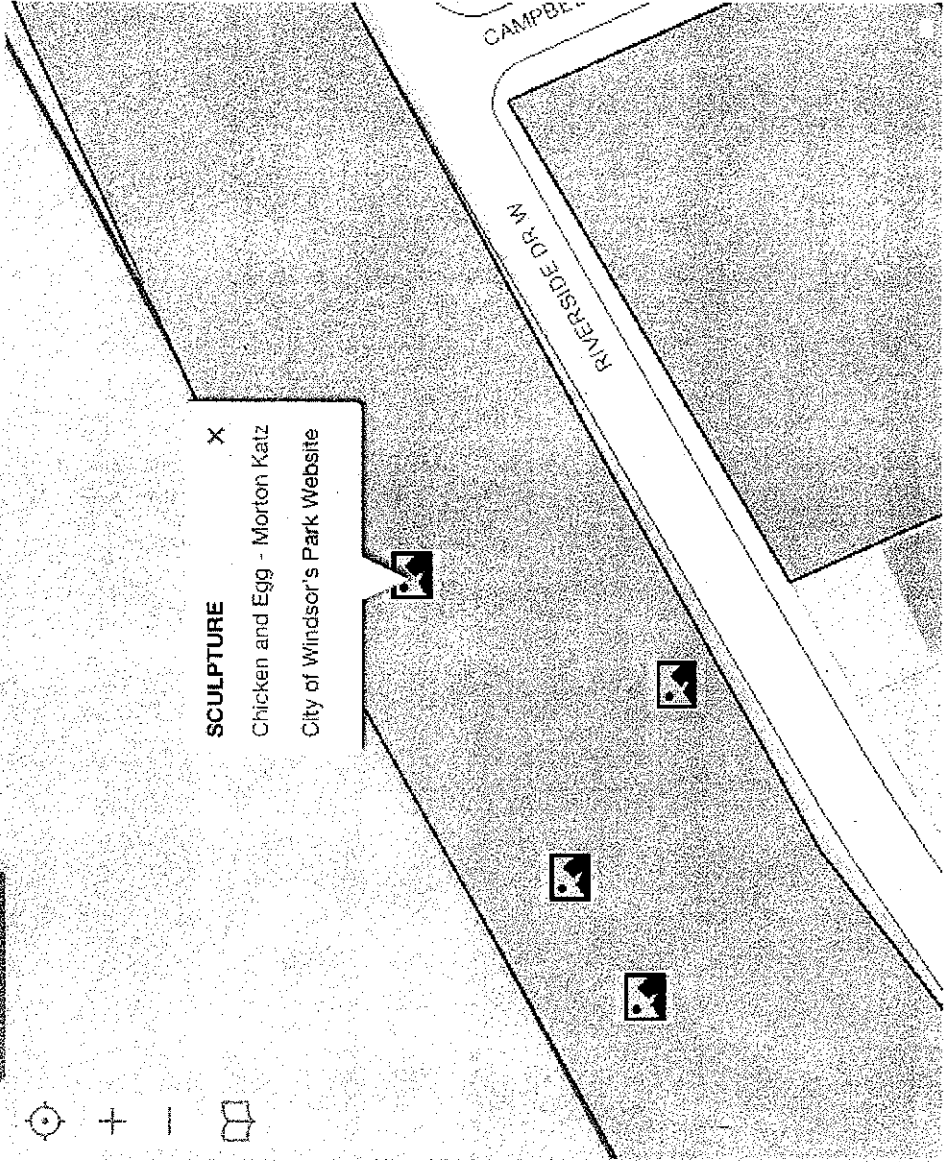 SCULPTURE
Chicken and Egg - Morton Katz
City of Windsor's Park Website
RIVERSIDE DR W